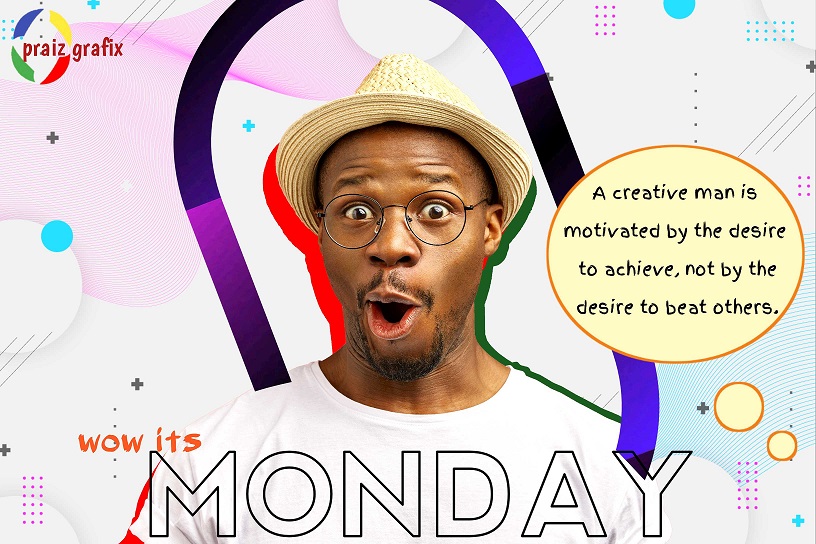 praiz grafix
A creative man is
motivated by the desire
to achieve, not by the
desire to beat others.
wow its
MONDAY